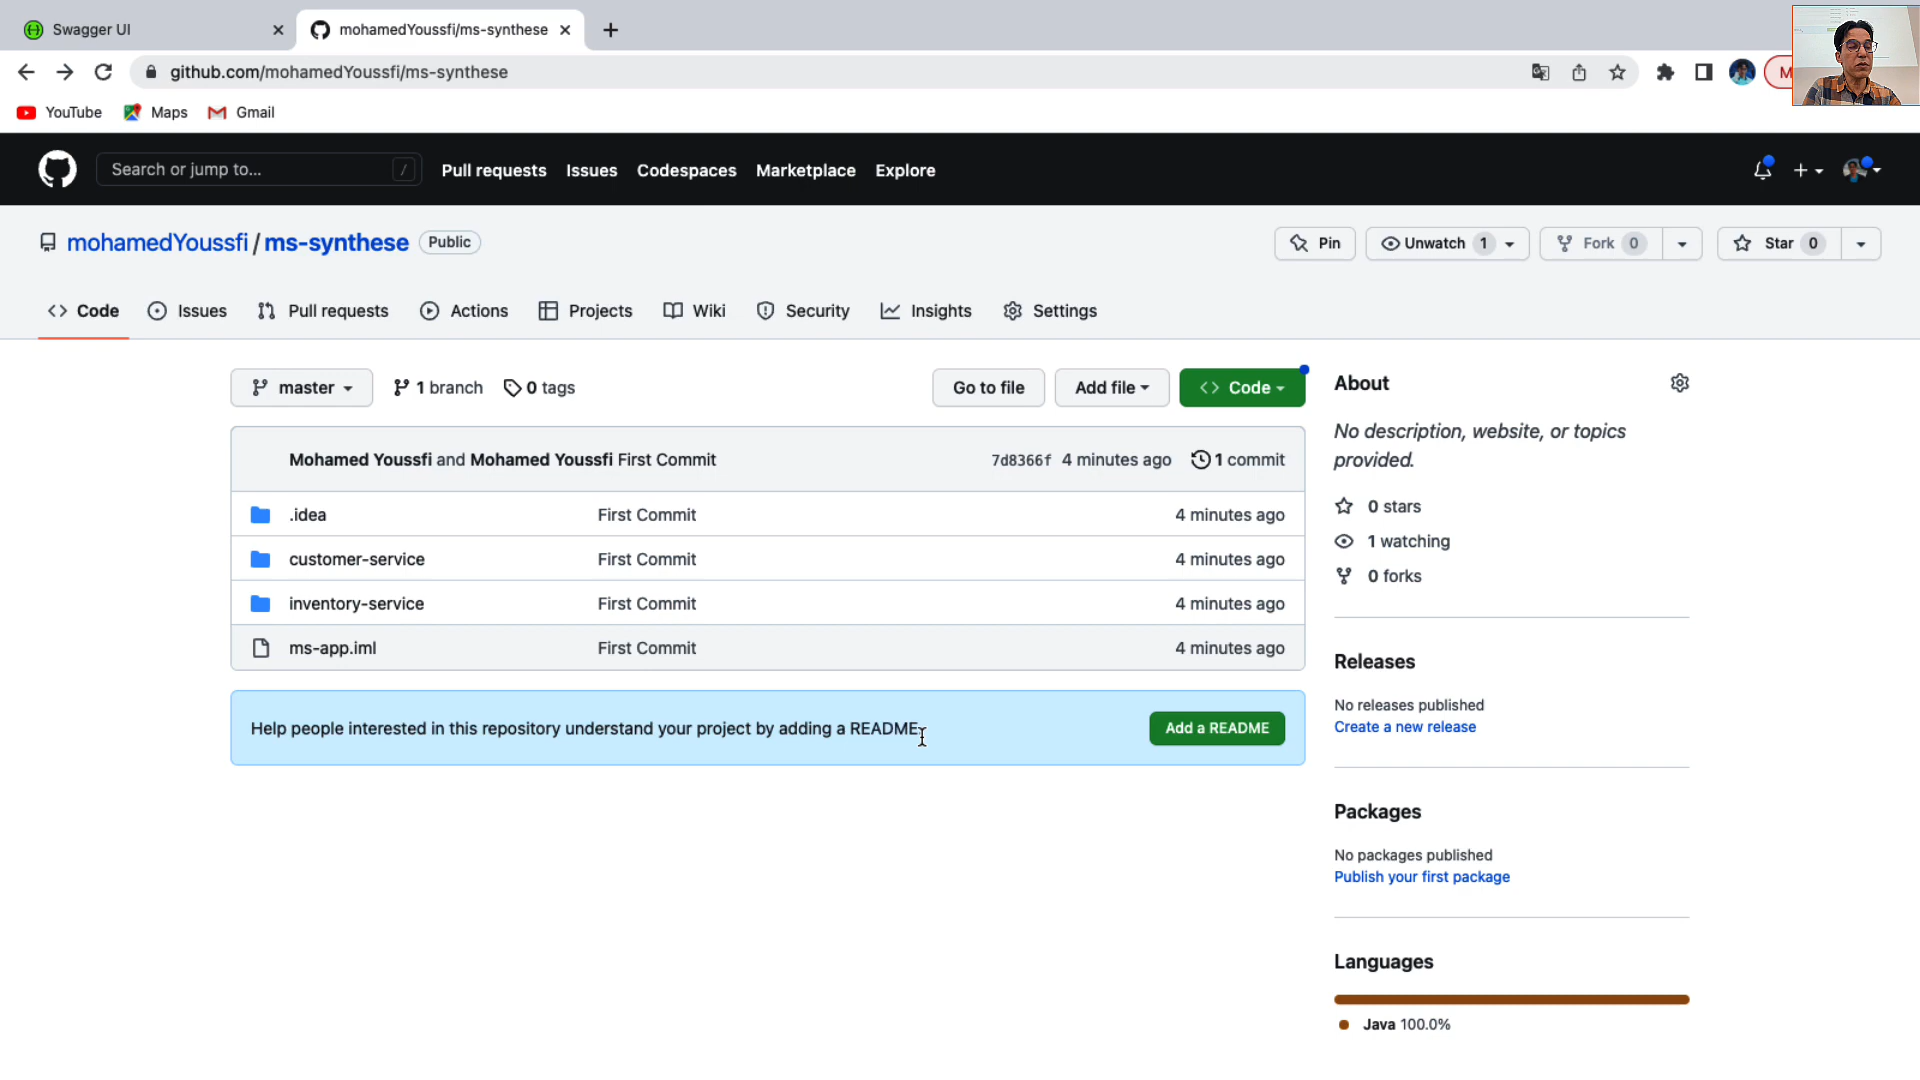 Swagger UI
mohamedYoussfi/ms-synthese
github.com/mohamedYoussfi/ms-synthese
M
YouTube
Maps
Gmail
Search or jump to...
/
Pull requests
Issues
Codespaces
Marketplace
Explore
mohamedYoussfi / ms-synthese
Public
Pin
Unwatch 1
Fork 0
Star 0
Code
Issues
Pull requests
Actions
Projects
Wiki
Security
Insights
Settings
master
1 branch
0 tags
Go to file
Add file
Code
Mohamed Youssfi and Mohamed Youssfi First Commit
7d8366f 4 minutes ago
1 commit
.idea First Commit 4 minutes ago
customer-service First Commit 4 minutes ago
inventory-service First Commit 4 minutes ago
ms-app.iml First Commit 4 minutes ago
Help people interested in this repository understand your project by adding a README.
Add a README
About
No description, website, or topics
provided.
0 stars
1 watching
0 forks
Releases
No releases published
Create a new release
Packages
No packages published
Publish your first package
Languages
Java 100.0%